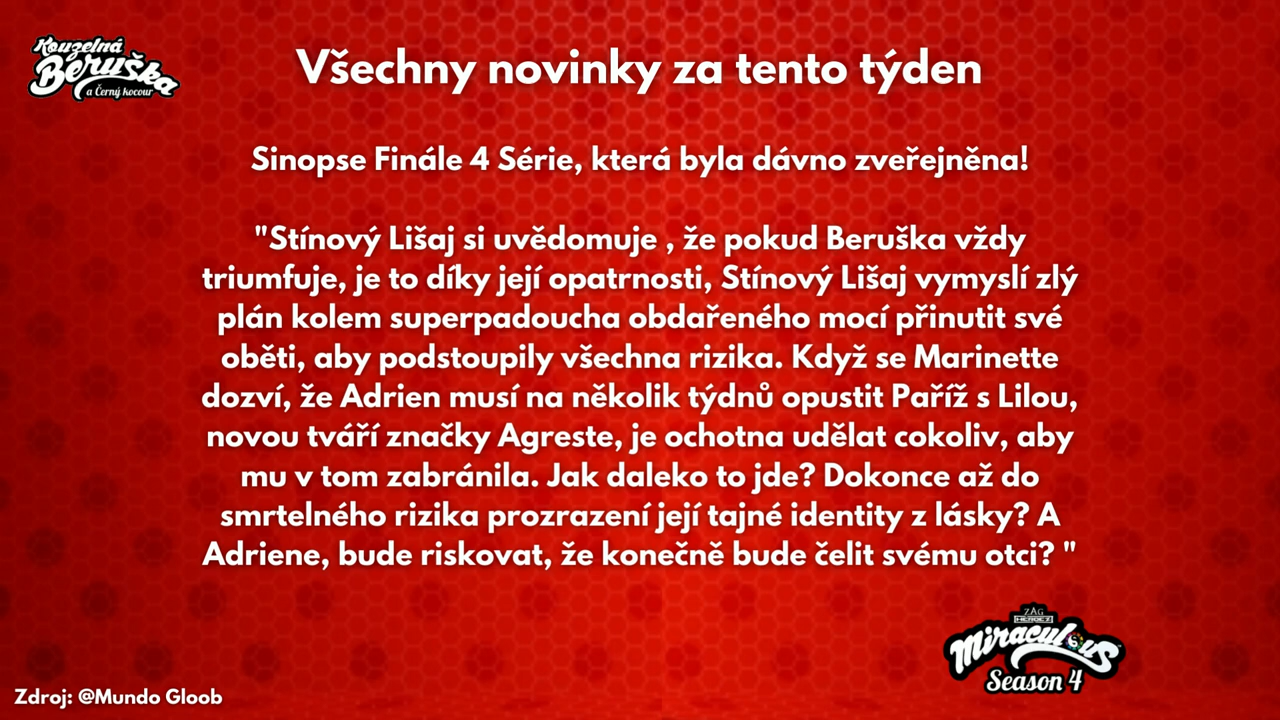 Kouzelná
Beruška
a Černý kocour
Všechny novinky za tento týden
Sinopse Finále 4 Série, která byla dávno zveřejněna!
"Stínový Lišaj si uvědomuje , že pokud Beruška vždy
triumfuje, je to díky její opatrnosti, Stínový Lišaj vymyslí zlý
plán kolem superpadoucha obdařeného mocí přinutit své
oběti, aby podstoupily všechna rizika. Když se Marinette
dozví, že Adrien musí na několik týdnů opustit Paříž s Lilou,
novou tváří značky Agreste, je ochotna udělat cokoliv, aby
mu v tom zabránila. Jak daleko to jde? Dokonce až do
smrtelného rizika prozrazení její tajné identity z lásky? A
Adriene, bude riskovat, že konečně bude čelit svému otci? "
ZAG
HEROEZ
Miraculous
Season 4
Zdroj: @Mundo Gloob